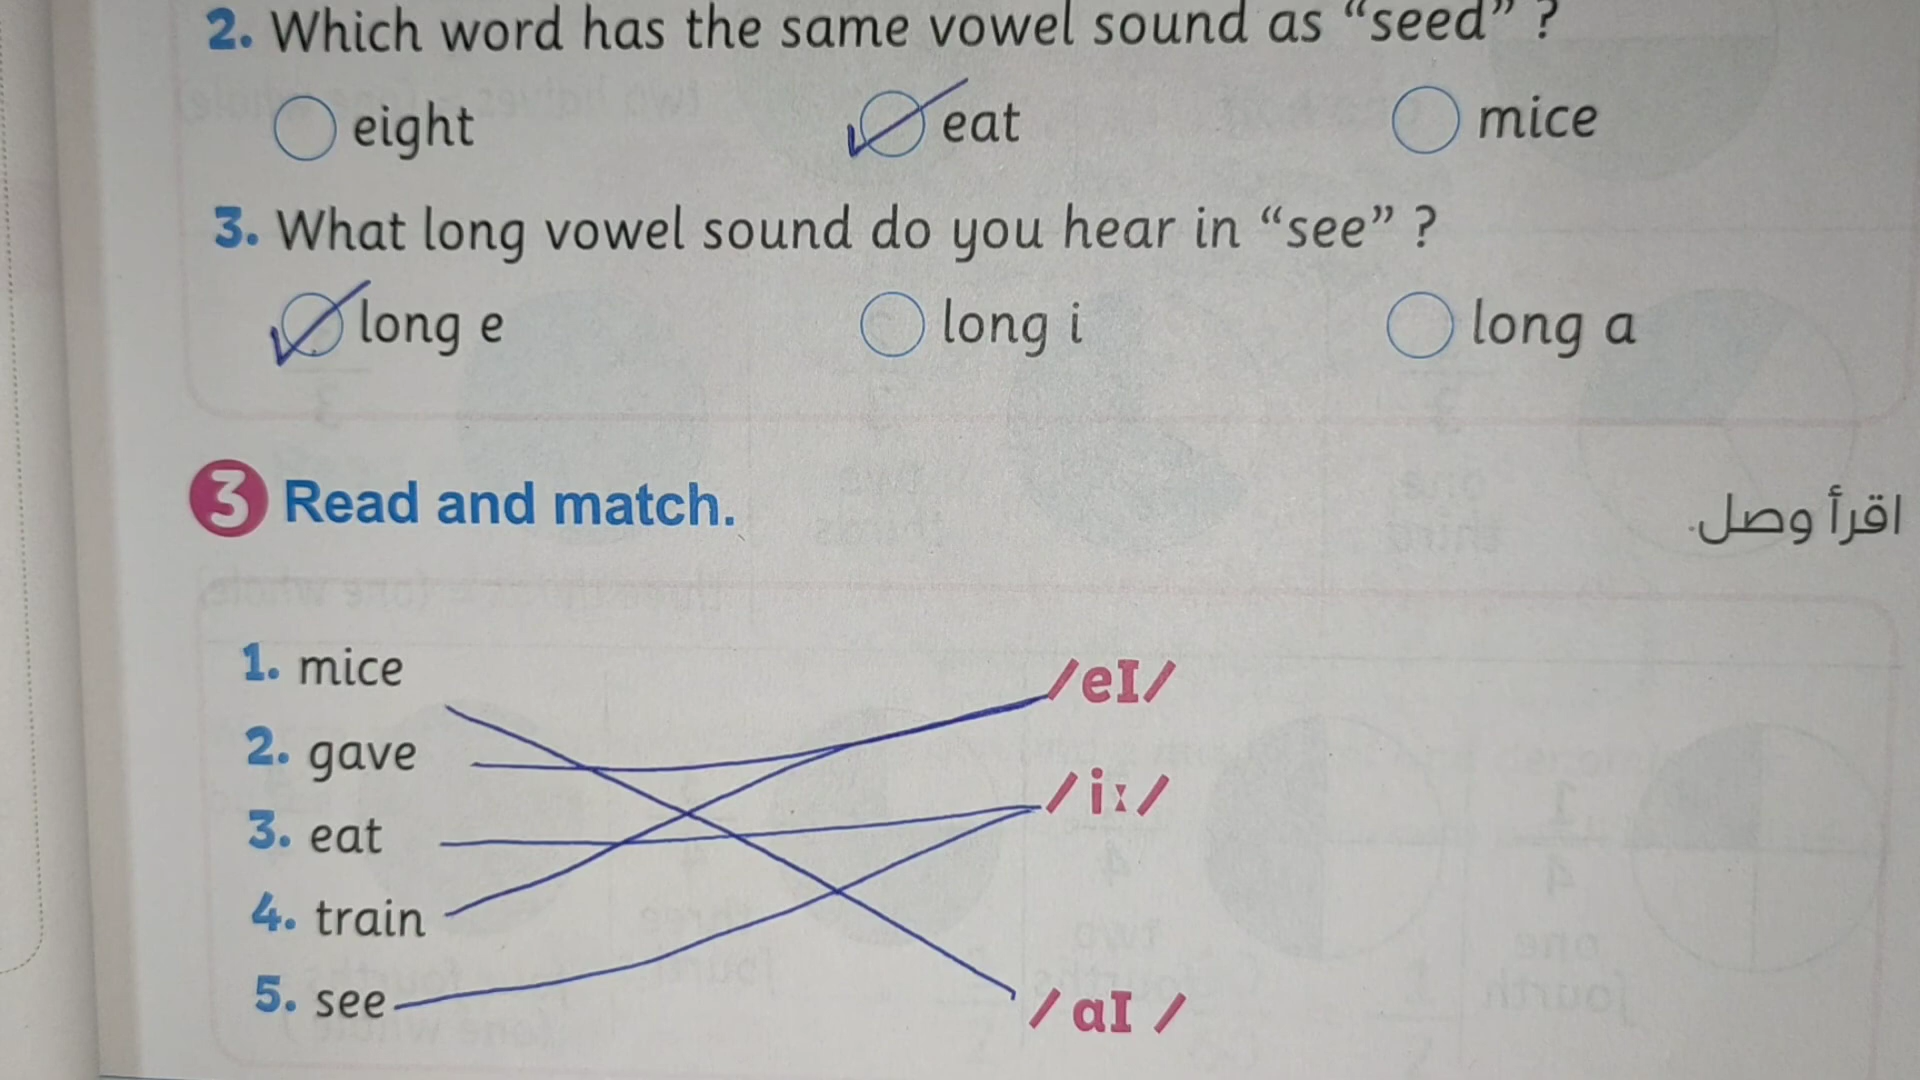 2. Which word has the same vowel sound as “seed” ?
eight eat mice
3. What long vowel sound do you hear in “see” ?
long e long i long a
3 Read and match. اقرأ وصل.
1. mice /eI/
2. gave /iː/
3. eat
4. train
5. see /aI /